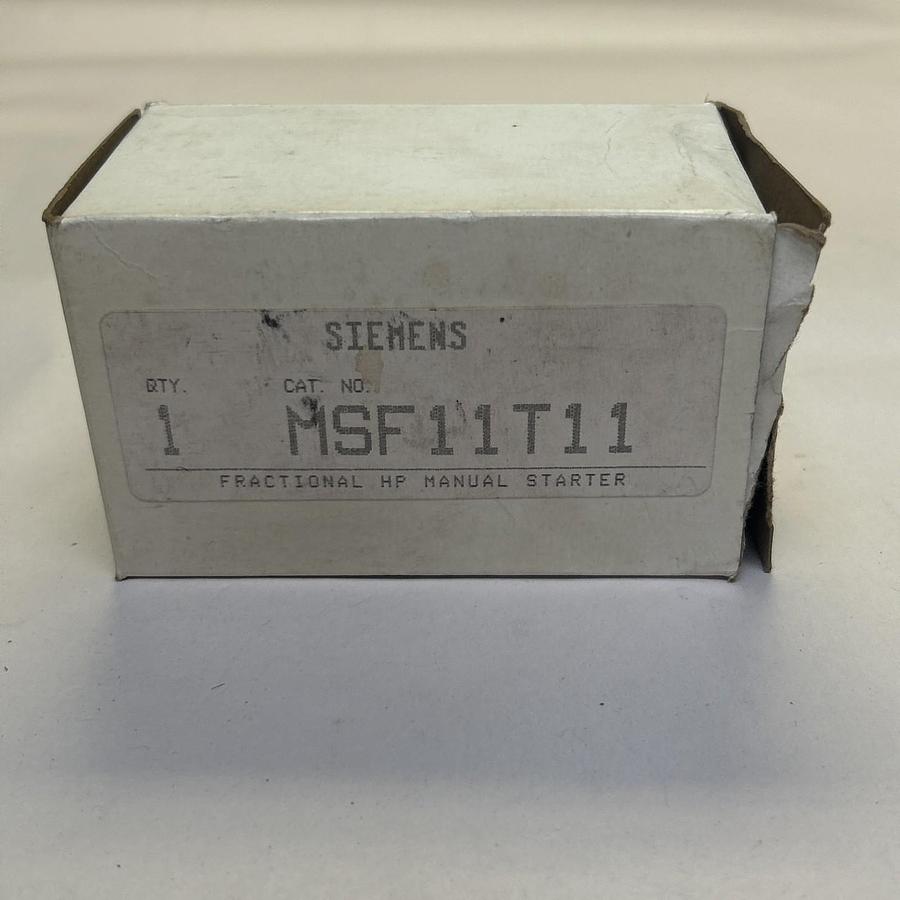 SIEMENS
QTY. CAT. NO.
1 MSF11T11
FRACTIONAL HP MANUAL STARTER